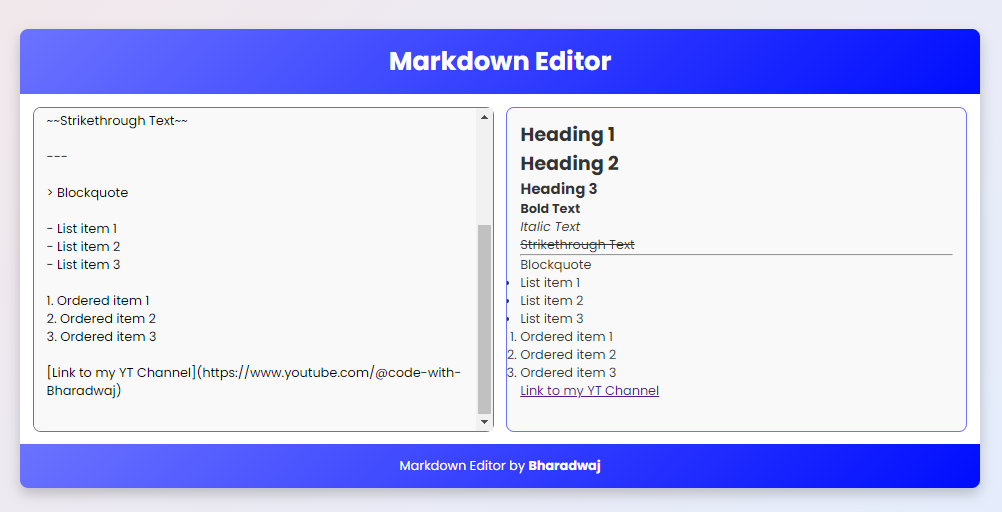 Markdown Editor
~~Strikethrough Text~~
---
> Blockquote
- List item 1
- List item 2
- List item 3
1. Ordered item 1
2. Ordered item 2
3. Ordered item 3
[Link to my YT Channel](https://www.youtube.com/@code-with-
Bharadwaj)
Heading 1
Heading 2
Heading 3
Bold Text
Italic Text
Strikethrough Text
Blockquote
• List item 1
• List item 2
• List item 3
1. Ordered item 1
2. Ordered item 2
3. Ordered item 3
Link to my YT Channel
Markdown Editor by Bharadwaj